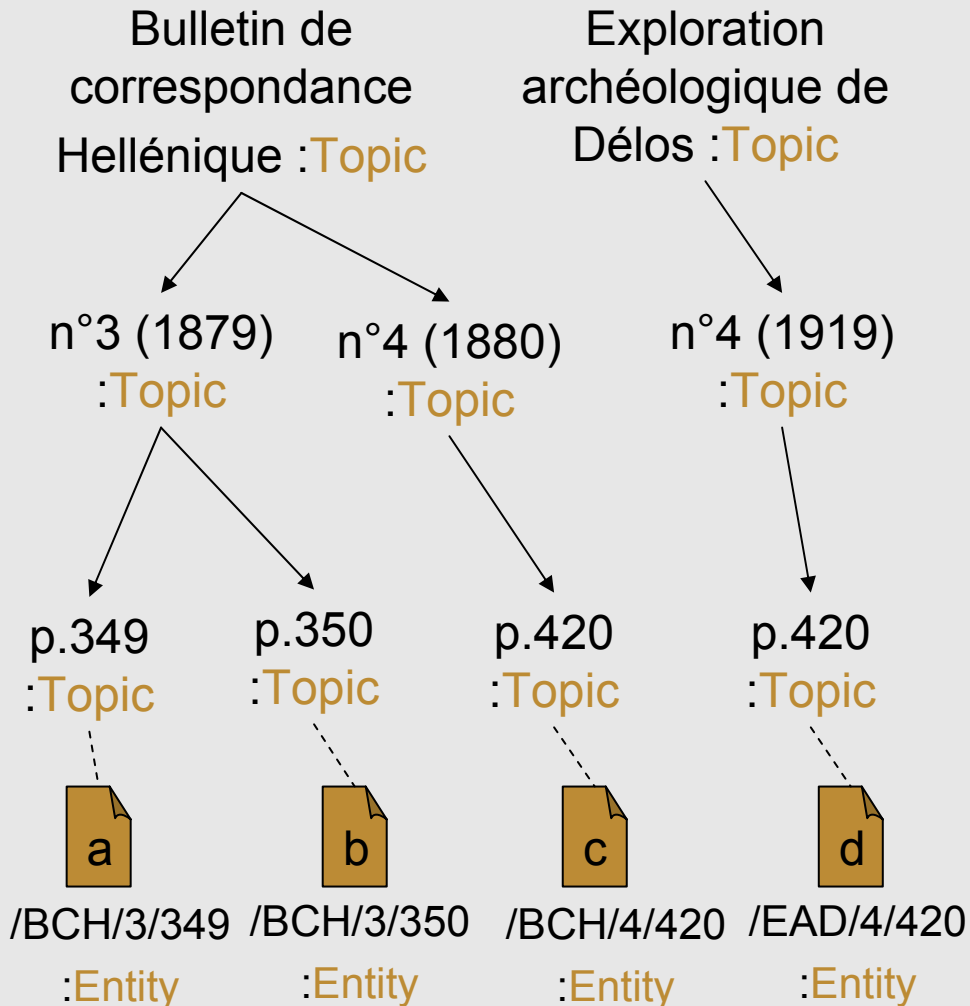 Bulletin de
correspondance
Hellénique :Topic
Exploration
archéologique de
Délos :Topic
n°3 (1879)
:Topic
n°4 (1880)
:Topic
n°4 (1919)
:Topic
p.349
:Topic
p.350
:Topic
p.420
:Topic
p.420
:Topic
a
b
c
d
/BCH/3/349
:Entity
/BCH/3/350
:Entity
/BCH/4/420
:Entity
/EAD/4/420
:Entity